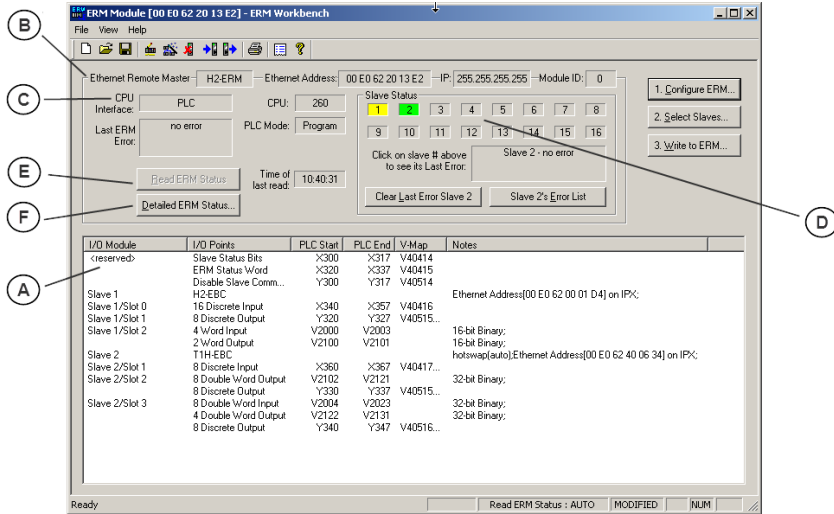 ERM Module [00 E0 62 20 13 E2] - ERM Workbench
File View Help
B
Ethernet Remote Master H2-ERM Ethernet Address: 00 E0 62 20 13 E2 IP: 255.255.255.255 Module ID: 0
C
CPU Interface: PLC CPU: 260
Last ERM Error: no error PLC Mode: Program
Slave Status
1 2 3 4 5 6 7 8
9 10 11 12 13 14 15 16
Click on slave # above to see its Last Error: Slave 2 - no error
Clear Last Error Slave 2 Slave 2's Error List
1. Configure ERM...
2. Select Slaves...
3. Write to ERM...
E
Read ERM Status Time of last read: 10:40:31
F
Detailed ERM Status...
D
A
I/O Module I/O Points PLC Start PLC End V-Map Notes
<reserved> Slave Status Bits X300 X317 V40414
ERM Status Word X320 X337 V40415
Disable Slave Comm... Y300 Y317 V40514
Slave 1 H2-EBC Ethernet Address[00 E0 62 00 01 D4] on IPX;
Slave 1/Slot 0 16 Discrete Input X340 X357 V40416
Slave 1/Slot 1 8 Discrete Output Y320 Y327 V40515...
Slave 1/Slot 2 4 Word Input V2000 V2003 16-bit Binary;
2 Word Output V2100 V2101 16-bit Binary;
Slave 2 T1H-EBC hotswap(auto);Ethernet Address[00 E0 62 40 06 34] on IPX;
Slave 2/Slot 1 8 Discrete Input X360 X367 V40417...
Slave 2/Slot 2 8 Double Word Output V2102 V2121 32-bit Binary;
8 Discrete Output Y330 Y337 V40515...
Slave 2/Slot 3 8 Double Word Input V2004 V2023 32-bit Binary;
4 Double Word Output V2122 V2131 32-bit Binary;
8 Discrete Output Y340 Y347 V40516...
Ready Read ERM Status : AUTO MODIFIED NUM